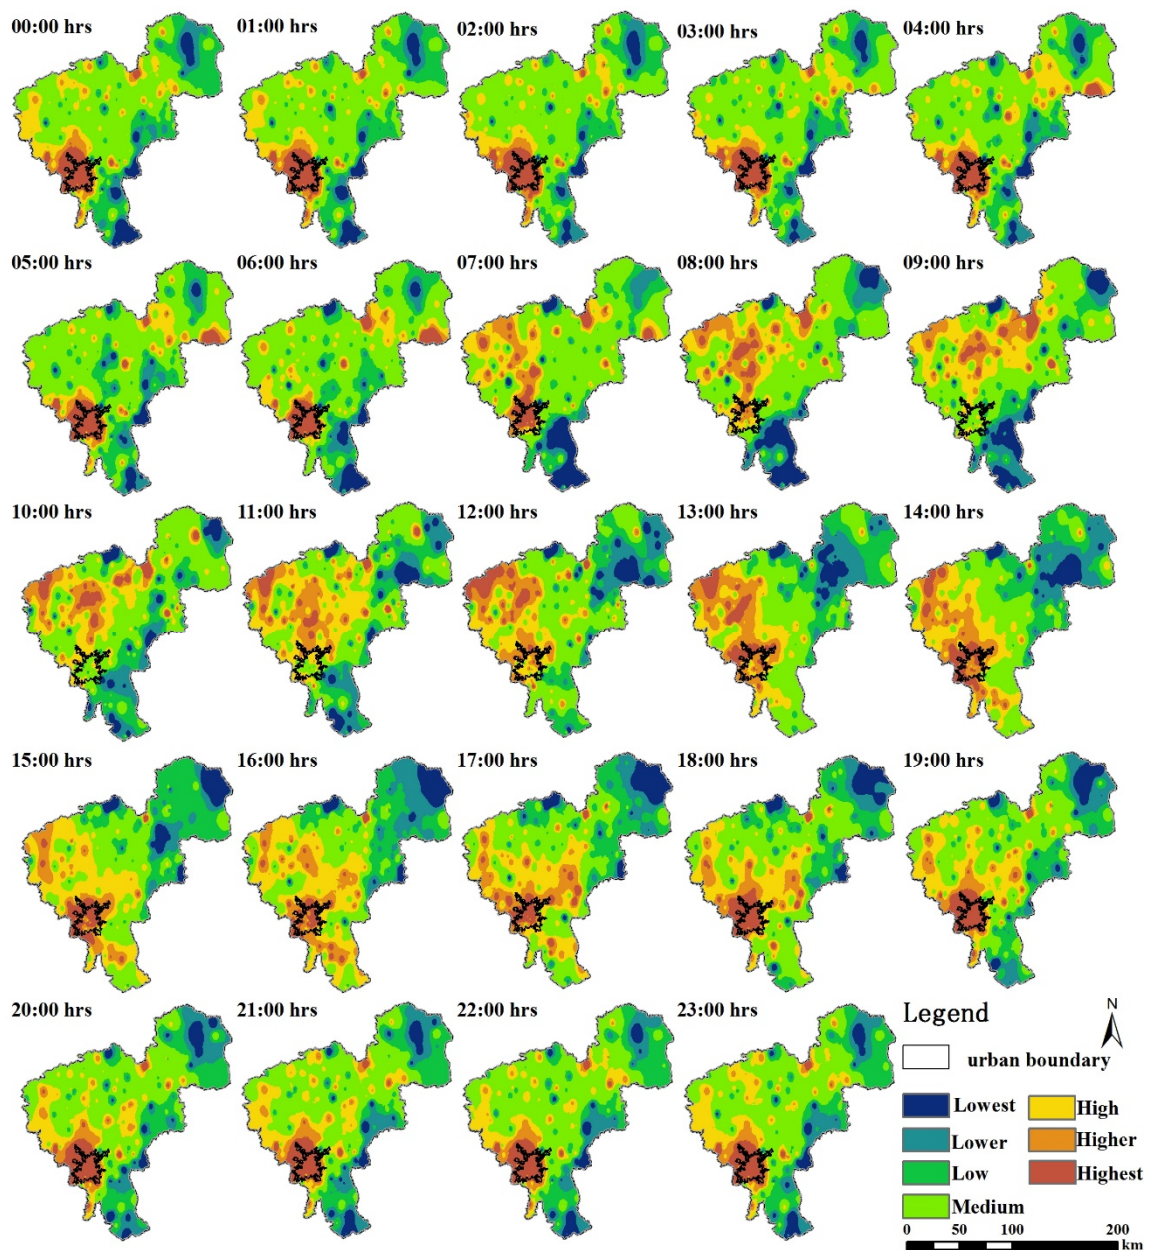 00:00 hrs 01:00 hrs 02:00 hrs 03:00 hrs 04:00 hrs
05:00 hrs 06:00 hrs 07:00 hrs 08:00 hrs 09:00 hrs
10:00 hrs 11:00 hrs 12:00 hrs 13:00 hrs 14:00 hrs
15:00 hrs 16:00 hrs 17:00 hrs 18:00 hrs 19:00 hrs
20:00 hrs 21:00 hrs 22:00 hrs 23:00 hrs
Legend N
urban boundary
Lowest High
Lower Higher
Low Highest
Medium
0 50 100 200
km